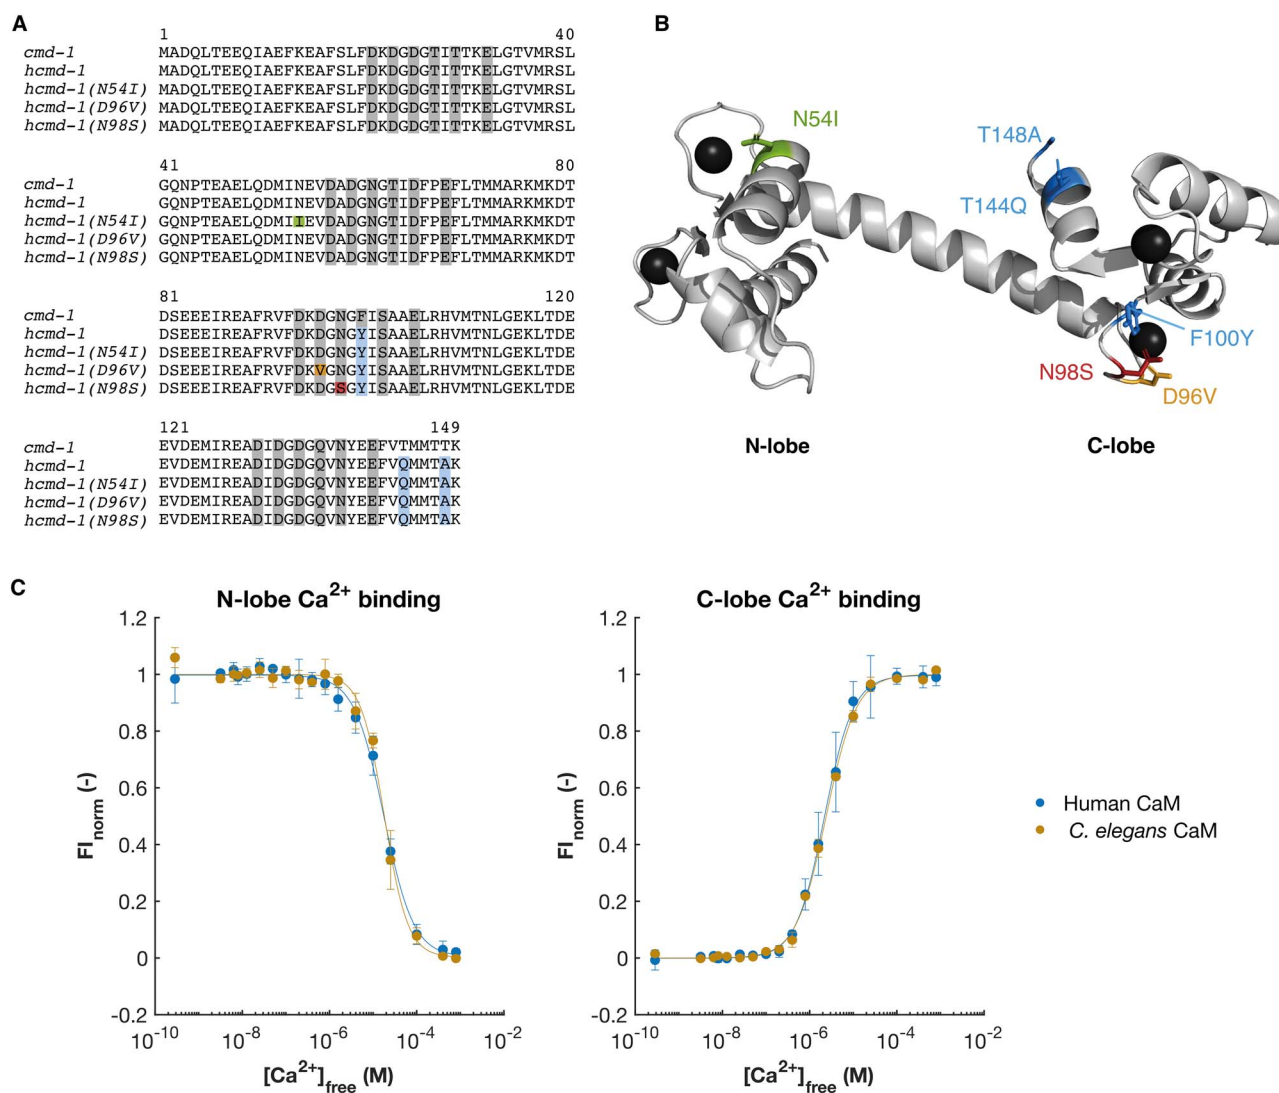 A
1 40
cmd-1 MADQLTEEQIAEFKEAFSLFDKDGDGTITTKELGTVMRSL
hcmd-1 MADQLTEEQIAEFKEAFSLFDKDGDGTITTKELGTVMRSL
hcmd-1(N54I) MADQLTEEQIAEFKEAFSLFDKDGDGTITTKELGTVMRSL
hcmd-1(D96V) MADQLTEEQIAEFKEAFSLFDKDGDGTITTKELGTVMRSL
hcmd-1(N98S) MADQLTEEQIAEFKEAFSLFDKDGDGTITTKELGTVMRSL
41 80
cmd-1 GQNPTEAELQDMINEVDADGNGTIDFPEFLTMMARKMKDT
hcmd-1 GQNPTEAELQDMINEVDADGNGTIDFPEFLTMMARKMKDT
hcmd-1(N54I) GQNPTEAELQDMIIEVDADGNGTIDFPEFLTMMARKMKDT
hcmd-1(D96V) GQNPTEAELQDMINEVDADGNGTIDFPEFLTMMARKMKDT
hcmd-1(N98S) GQNPTEAELQDMINEVDADGNGTIDFPEFLTMMARKMKDT
81 120
cmd-1 DSEEEIREAFRVFDKDGNGFISAAELRHVMTNLGEKLTDE
hcmd-1 DSEEEIREAFRVFDKDGNGYISAAELRHVMTNLGEKLTDE
hcmd-1(N54I) DSEEEIREAFRVFDKDGNGYISAAELRHVMTNLGEKLTDE
hcmd-1(D96V) DSEEEIREAFRVFDKVGNGYISAAELRHVMTNLGEKLTDE
hcmd-1(N98S) DSEEEIREAFRVFDKDGSGYISAAELRHVMTNLGEKLTDE
121 149
cmd-1 EVDEMIREADIDGDGQVNYEEFVTMMTTK
hcmd-1 EVDEMIREADIDGDGQVNYEEFVQMMTAK
hcmd-1(N54I) EVDEMIREADIDGDGQVNYEEFVQMMTAK
hcmd-1(D96V) EVDEMIREADIDGDGQVNYEEFVQMMTAK
hcmd-1(N98S) EVDEMIREADIDGDGQVNYEEFVQMMTAK
B
N54I
T148A
T144Q
F100Y
N98S
D96V
N-lobe C-lobe
C
N-lobe Ca2+ binding
1.2
1
0.8
0.6
0.4
0.2
0
-0.2
FInorm (-)
10-10 10-8 10-6 10-4 10-2
[Ca2+]free (M)
C-lobe Ca2+ binding
1.2
1
0.8
0.6
0.4
0.2
0
-0.2
FInorm (-)
10-10 10-8 10-6 10-4 10-2
[Ca2+]free (M)
Human CaM
C. elegans CaM